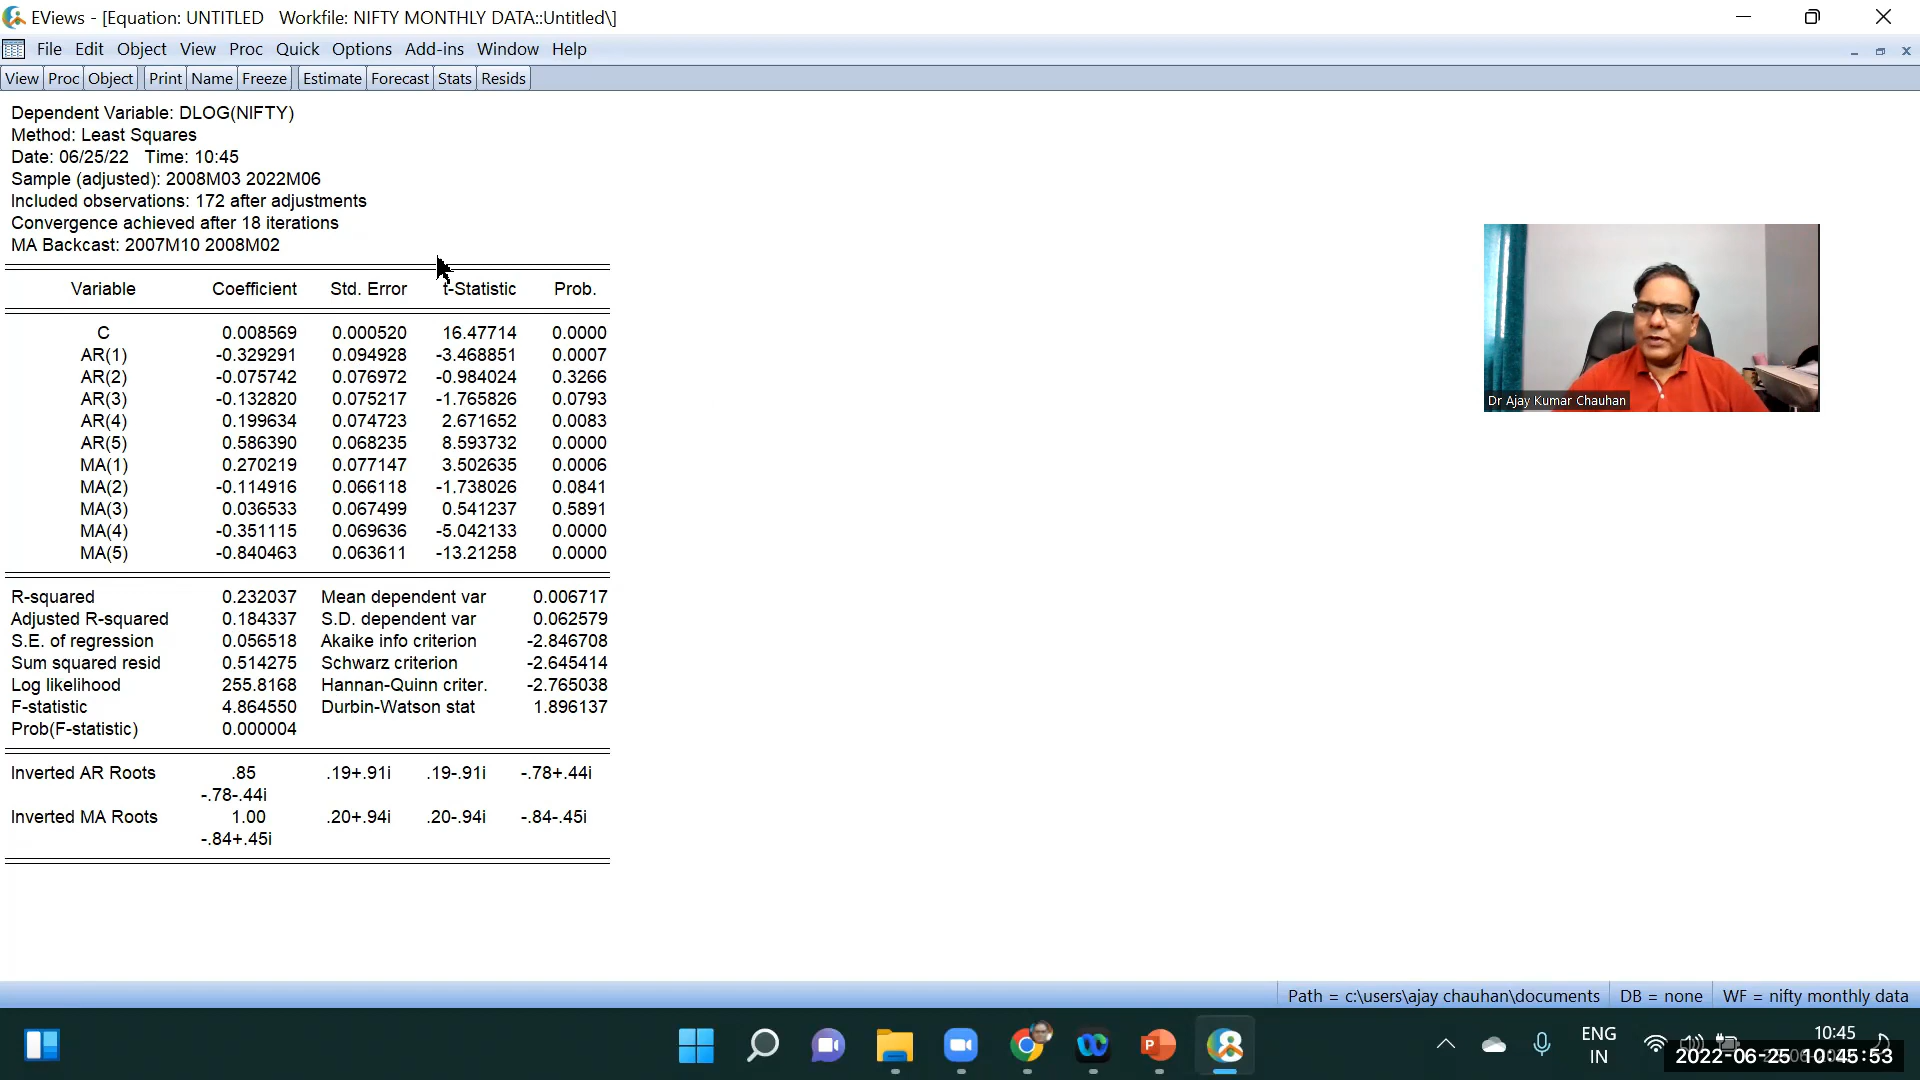 EViews - [Equation: UNTITLED   Workfile: NIFTY MONTHLY DATA::Untitled\]
File Edit Object View Proc Quick Options Add-ins Window Help
View Proc Object Print Name Freeze Estimate Forecast Stats Resids
Dependent Variable: DLOG(NIFTY)
Method: Least Squares
Date: 06/25/22   Time: 10:45
Sample (adjusted): 2008M03 2022M06
Included observations: 172 after adjustments
Convergence achieved after 18 iterations
MA Backcast: 2007M10 2008M02
Variable Coefficient Std. Error t-Statistic Prob.
C 0.008569 0.000520 16.47714 0.0000
AR(1) -0.329291 0.094928 -3.468851 0.0007
AR(2) -0.075742 0.076972 -0.984024 0.3266
AR(3) -0.132820 0.075217 -1.765826 0.0793
AR(4) 0.199634 0.074723 2.671652 0.0083
AR(5) 0.586390 0.068235 8.593732 0.0000
MA(1) 0.270219 0.077147 3.502635 0.0006
MA(2) -0.114916 0.066118 -1.738026 0.0841
MA(3) 0.036533 0.067499 0.541237 0.5891
MA(4) -0.351115 0.069636 -5.042133 0.0000
MA(5) -0.840463 0.063611 -13.21258 0.0000
R-squared 0.232037 Mean dependent var 0.006717
Adjusted R-squared 0.184337 S.D. dependent var 0.062579
S.E. of regression 0.056518 Akaike info criterion -2.846708
Sum squared resid 0.514275 Schwarz criterion -2.645414
Log likelihood 255.8168 Hannan-Quinn criter. -2.765038
F-statistic 4.864550 Durbin-Watson stat 1.896137
Prob(F-statistic) 0.000004
Inverted AR Roots .85 .19+.91i .19-.91i -.78+.44i
-.78-.44i
Inverted MA Roots 1.00 .20+.94i .20-.94i -.84-.45i
-.84+.45i
Dr Ajay Kumar Chauhan
Path = c:\users\ajay chauhan\documents DB = none WF = nifty monthly data
ENG
IN
10:45
2022-06-25 10:45:53